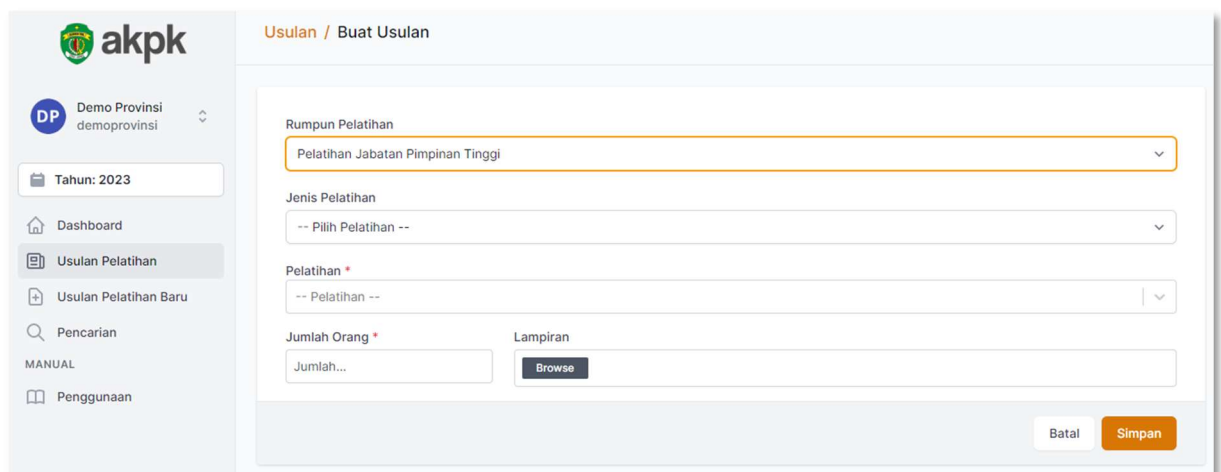 akpk
Usulan / Buat Usulan
DP
Demo Provinsi
demoprovinsi
Tahun: 2023
Dashboard
Usulan Pelatihan
Usulan Pelatihan Baru
Pencarian
MANUAL
Penggunaan
Rumpun Pelatihan
Pelatihan Jabatan Pimpinan Tinggi
Jenis Pelatihan
-- Pilih Pelatihan --
Pelatihan *
-- Pelatihan --
Jumlah Orang *
Lampiran
Jumlah...
Browse
Batal
Simpan